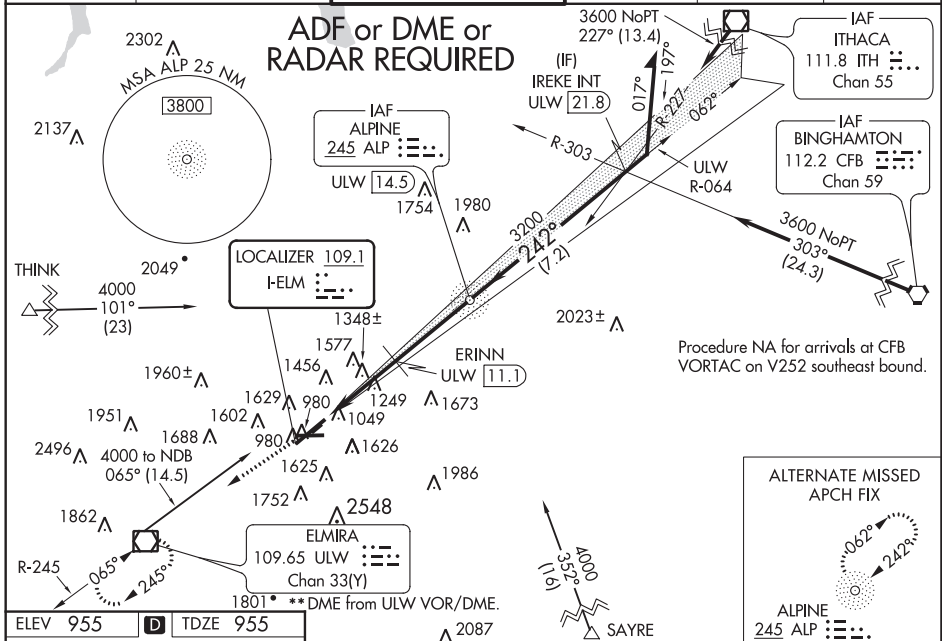 ADF or DME or
RADAR REQUIRED
2302
MSA ALP 25 NM
3800
2137
3600 NoPT
227° (13.4)
IAF
ITHACA
111.8 ITH
Chan 55
(IF)
IREKE INT
ULW 21.8
017°
197°
R-227
062°
IAF
ALPINE
245 ALP
ULW 14.5
R-303
ULW
R-064
IAF
BINGHAMTON
112.2 CFB
Chan 59
1754
1980
3200
242°
(7.2)
3600 NoPT
303°
(24.3)
THINK
4000
101°
(23)
2049
LOCALIZER 109.1
I-ELM
1348±
2023±
Procedure NA for arrivals at CFB
VORTAC on V252 southeast bound.
1577
1456
ERINN
ULW 11.1
1960±
1629
980
1249
1673
1951
1602
1049
2496
1688
980
1626
4000 to NDB
065° (14.5)
1625
1986
1752
1862
2548
ELMIRA
109.65 ULW
Chan 33(Y)
R-245
065°
245°
4000
352°
(16)
SAYRE
ALTERNATE MISSED
APCH FIX
062°
242°
ALPINE
245 ALP
1801
**DME from ULW VOR/DME.
2087
ELEV 955
D
TDZE 955